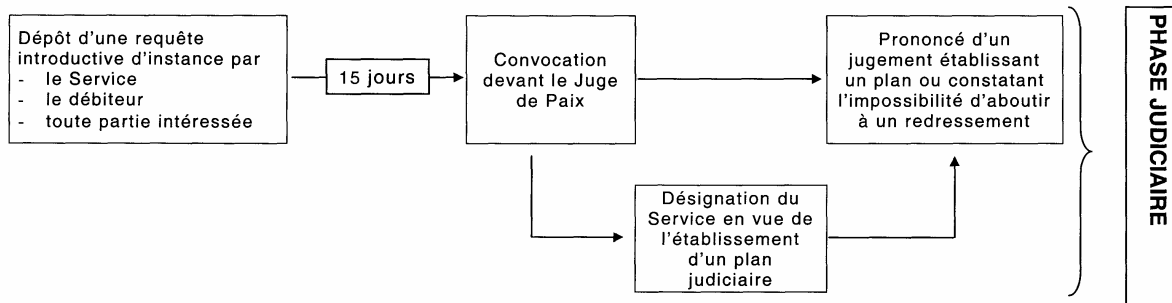 Dépôt d'une requête
introductive d'instance par
- le Service
- le débiteur
- toute partie intéressée
15 jours
Convocation
devant le Juge
de Paix
Prononcé d'un
jugement établissant
un plan ou constatant
l'impossibilité d'aboutir
à un redressement
Désignation du
Service en vue de
l'établissement
d'un plan
judiciaire
PHASE JUDICIAIRE